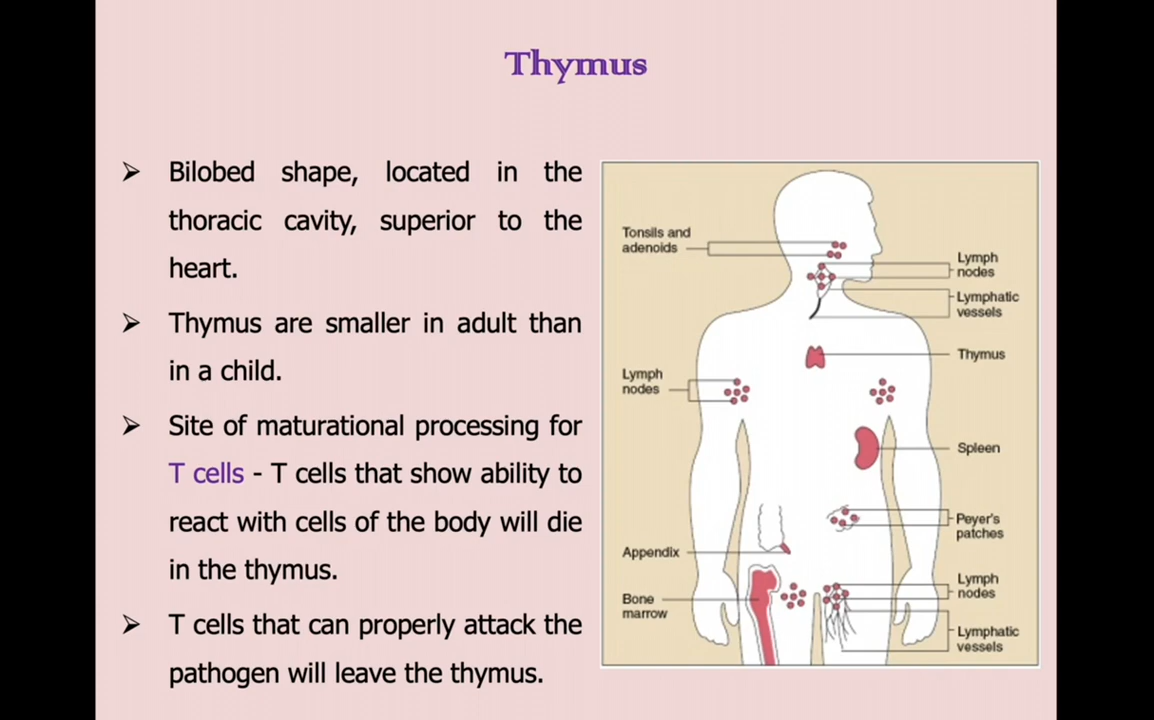 Thymus
➢ Bilobed shape, located in the
thoracic cavity, superior to the
heart.
➢ Thymus are smaller in adult than
in a child.
➢ Site of maturational processing for
T cells - T cells that show ability to
react with cells of the body will die
in the thymus.
➢ T cells that can properly attack the
pathogen will leave the thymus.
Tonsils and
adenoids
Lymph
nodes
Lymphatic
vessels
Thymus
Lymph
nodes
Spleen
Peyer's
patches
Appendix
Lymph
nodes
Bone
marrow
Lymphatic
vessels